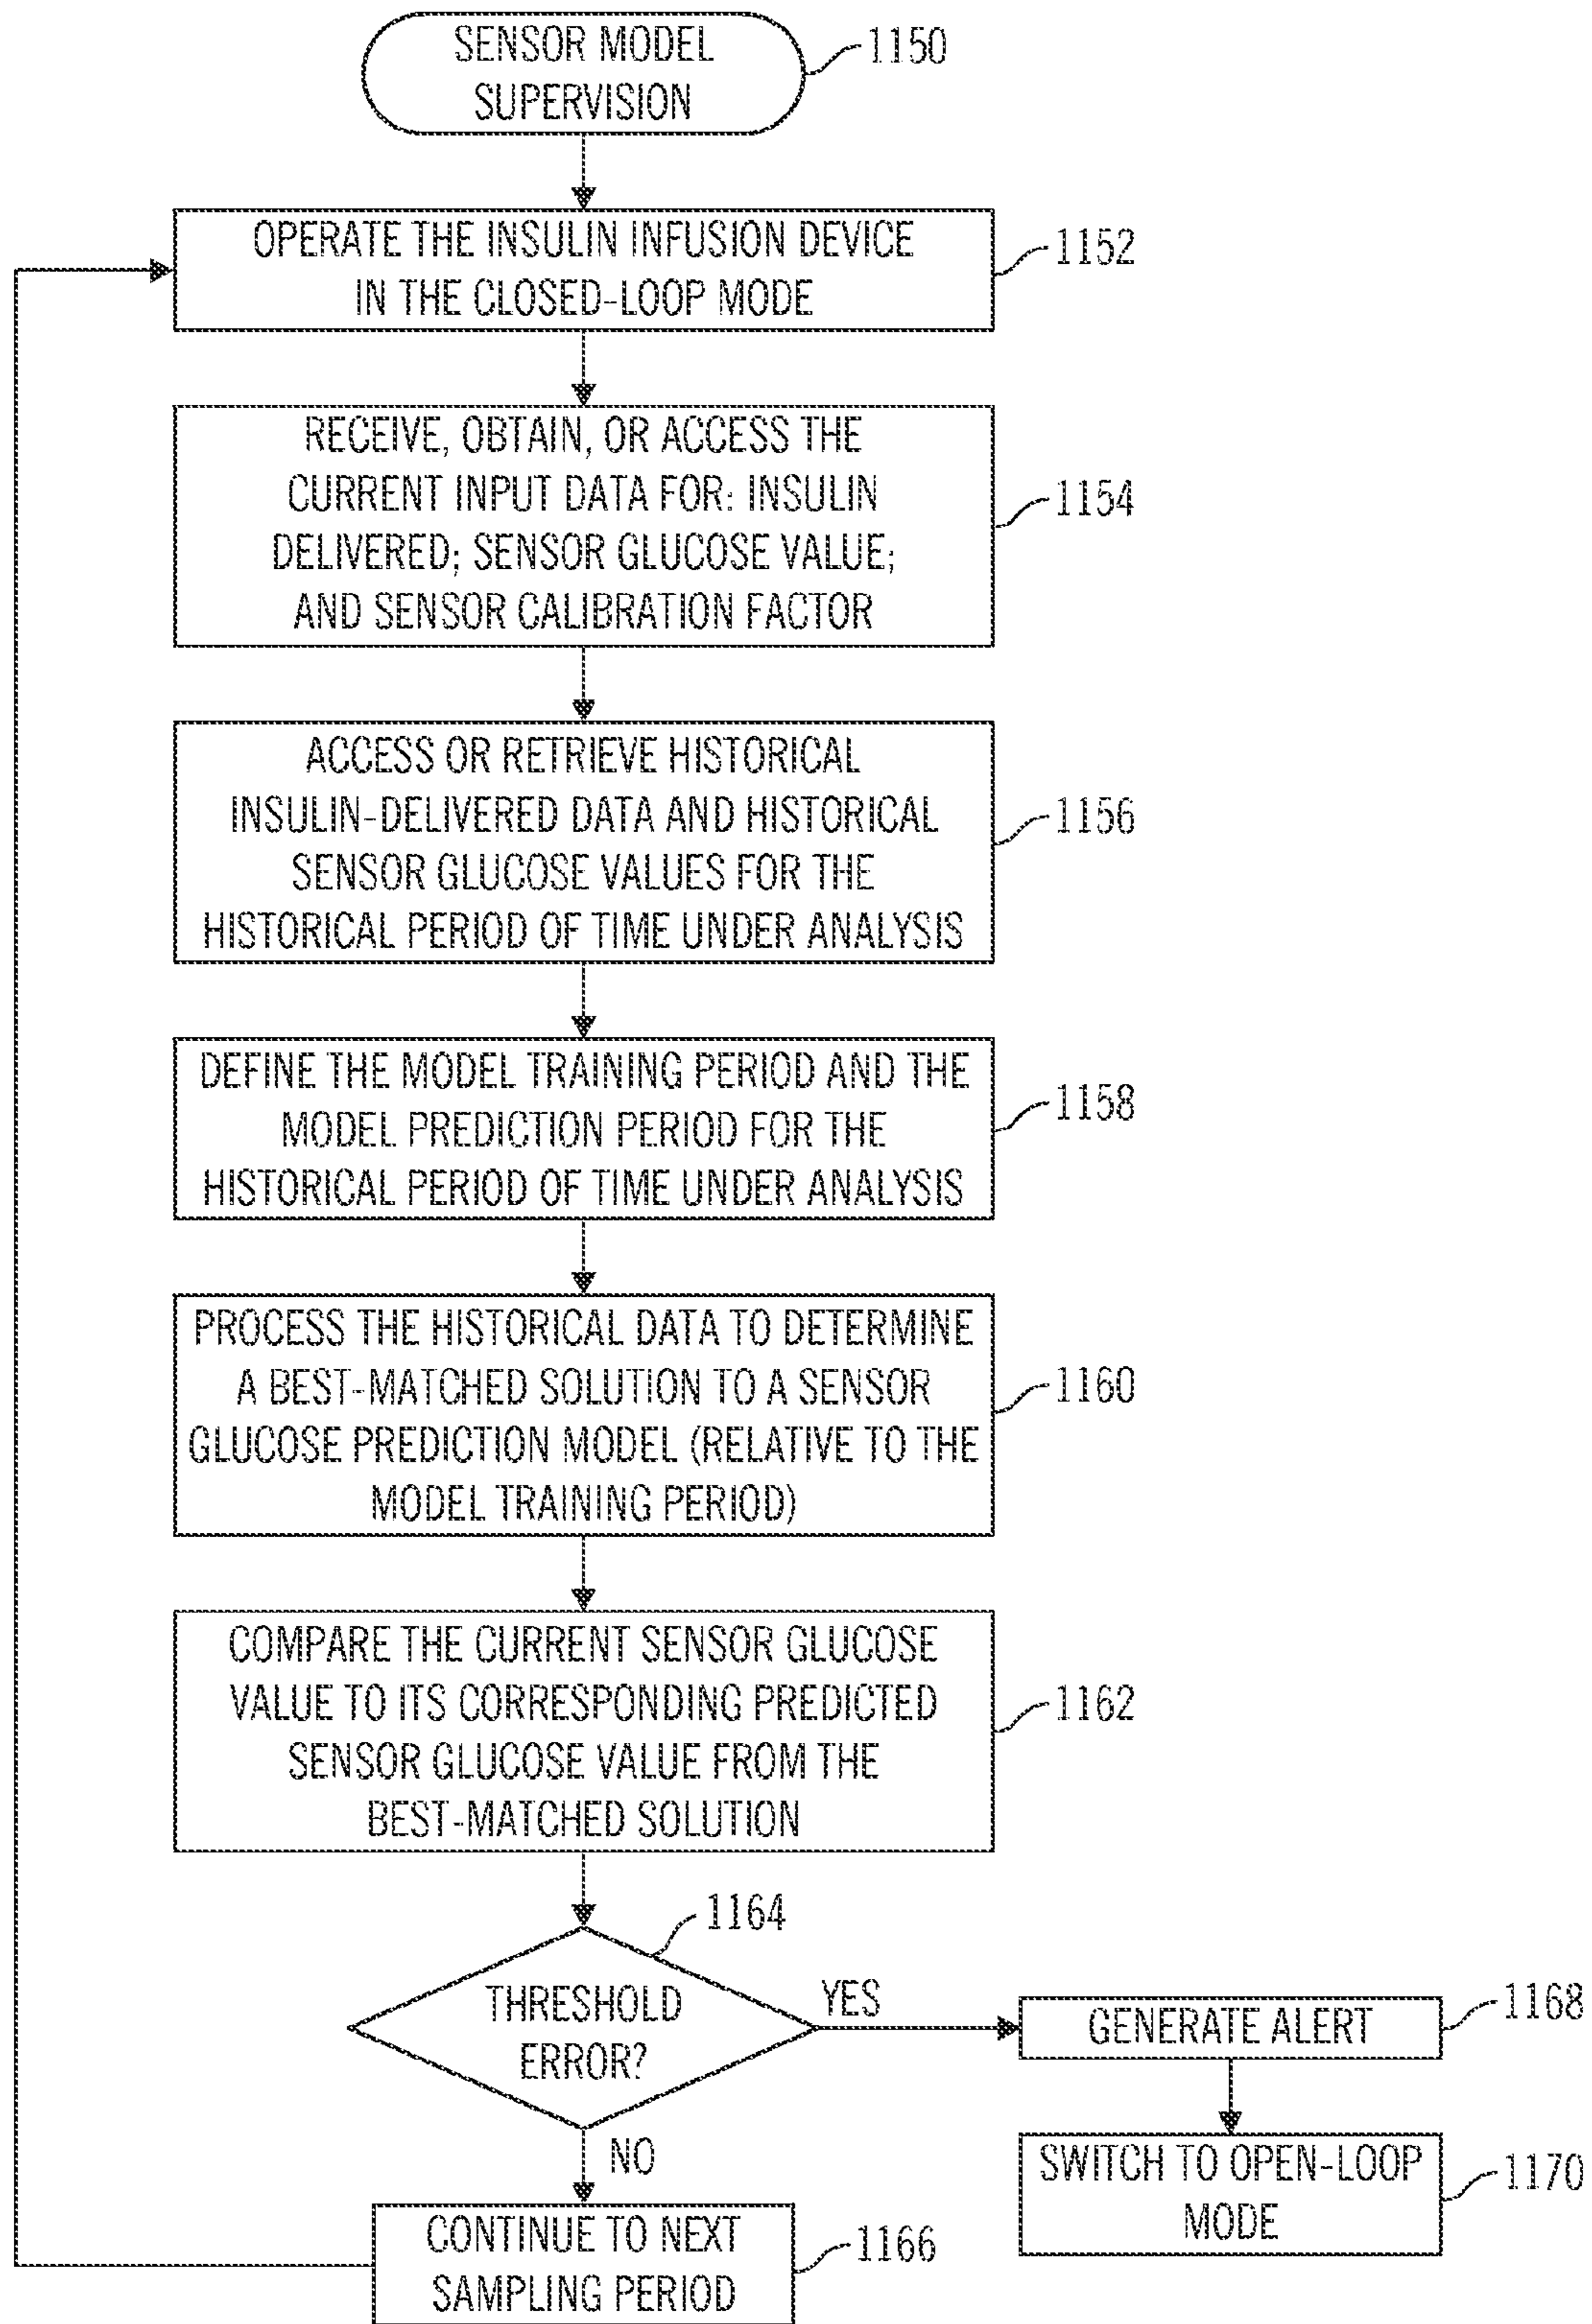 SENSOR MODEL
SUPERVISION
1150
OPERATE THE INSULIN INFUSION DEVICE
IN THE CLOSED-LOOP MODE
1152
RECEIVE, OBTAIN, OR ACCESS THE
CURRENT INPUT DATA FOR: INSULIN
DELIVERED; SENSOR GLUCOSE VALUE;
AND SENSOR CALIBRATION FACTOR
1154
ACCESS OR RETRIEVE HISTORICAL
INSULIN-DELIVERED DATA AND HISTORICAL
SENSOR GLUCOSE VALUES FOR THE
HISTORICAL PERIOD OF TIME UNDER ANALYSIS
1156
DEFINE THE MODEL TRAINING PERIOD AND THE
MODEL PREDICTION PERIOD FOR THE
HISTORICAL PERIOD OF TIME UNDER ANALYSIS
1158
PROCESS THE HISTORICAL DATA TO DETERMINE
A BEST-MATCHED SOLUTION TO A SENSOR
GLUCOSE PREDICTION MODEL (RELATIVE TO THE
MODEL TRAINING PERIOD)
1160
COMPARE THE CURRENT SENSOR GLUCOSE
VALUE TO ITS CORRESPONDING PREDICTED
SENSOR GLUCOSE VALUE FROM THE
BEST-MATCHED SOLUTION
1162
1164
THRESHOLD
ERROR?
YES
GENERATE ALERT
1168
NO
SWITCH TO OPEN-LOOP
MODE
1170
CONTINUE TO NEXT
SAMPLING PERIOD
1166